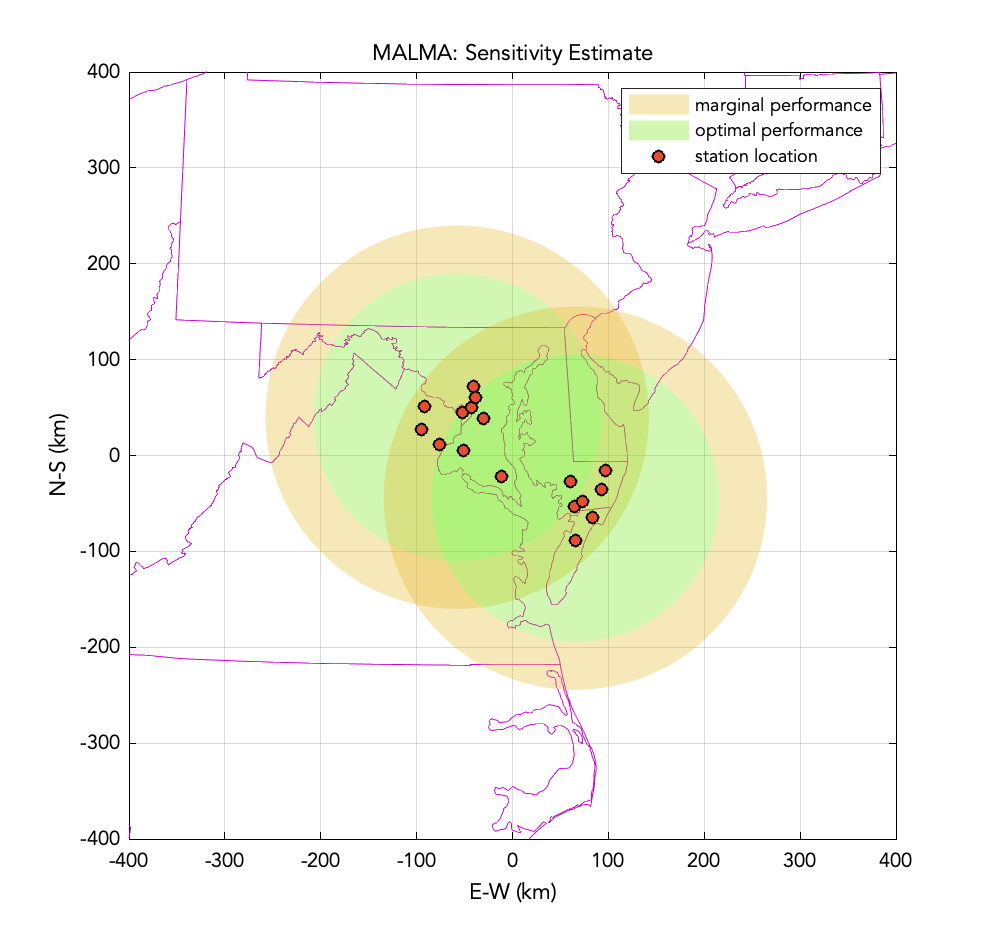 MALMA: Sensitivity Estimate
400
300
200
100
0
-100
-200
-300
-400
N-S (km)
marginal performance
optimal performance
station location
-400 -300 -200 -100 0 100 200 300 400
E-W (km)